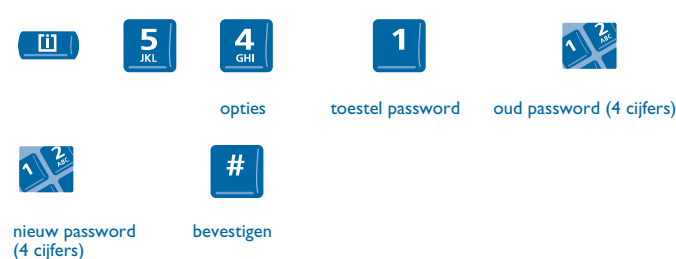 [i] 5 JKL 4 GHI 1 1 2 ABC
opties toestel password oud password (4 cijfers)
1 2 ABC #
nieuw password bevestigen
(4 cijfers)